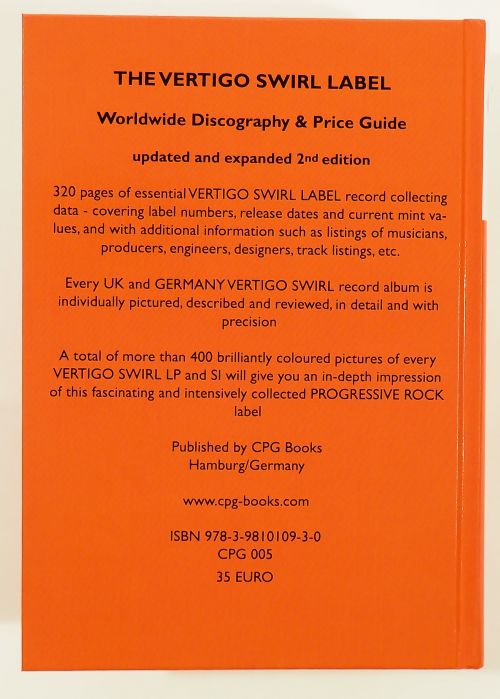 THE VERTIGO SWIRL LABEL
Worldwide Discography & Price Guide
updated and expanded 2nd edition
320 pages of essential VERTIGO SWIRL LABEL record collecting
data - covering label numbers, release dates and current mint va-
lues, and with additional information such as listings of musicians,
producers, engineers, designers, track listings, etc.
Every UK and GERMANY VERTIGO SWIRL record album is
individually pictured, described and reviewed, in detail and with
precision
A total of more than 400 brilliantly coloured pictures of every
VERTIGO SWIRL LP and SI will give you an in-depth impression
of this fascinating and intensively collected PROGRESSIVE ROCK
label
Published by CPG Books
Hamburg/Germany
www.cpg-books.com
ISBN 978-3-9810109-3-0
CPG 005
35 EURO